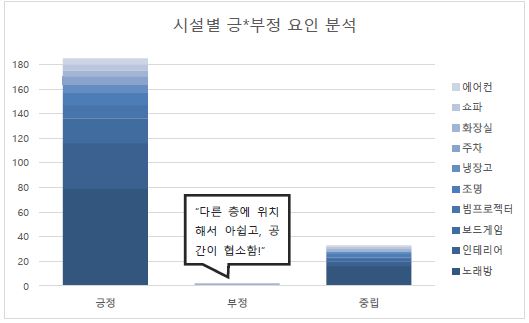 시설별 긍*부정 요인 분석
180
160
140
120
100
80
60
40
20
0
"다른 층에 위치
해서 아쉽고, 공
간이 협소함!"
긍정
부정
중립
에어컨
쇼파
화장실
주차
냉장고
조명
빔프로젝터
보드게임
인테리어
노래방